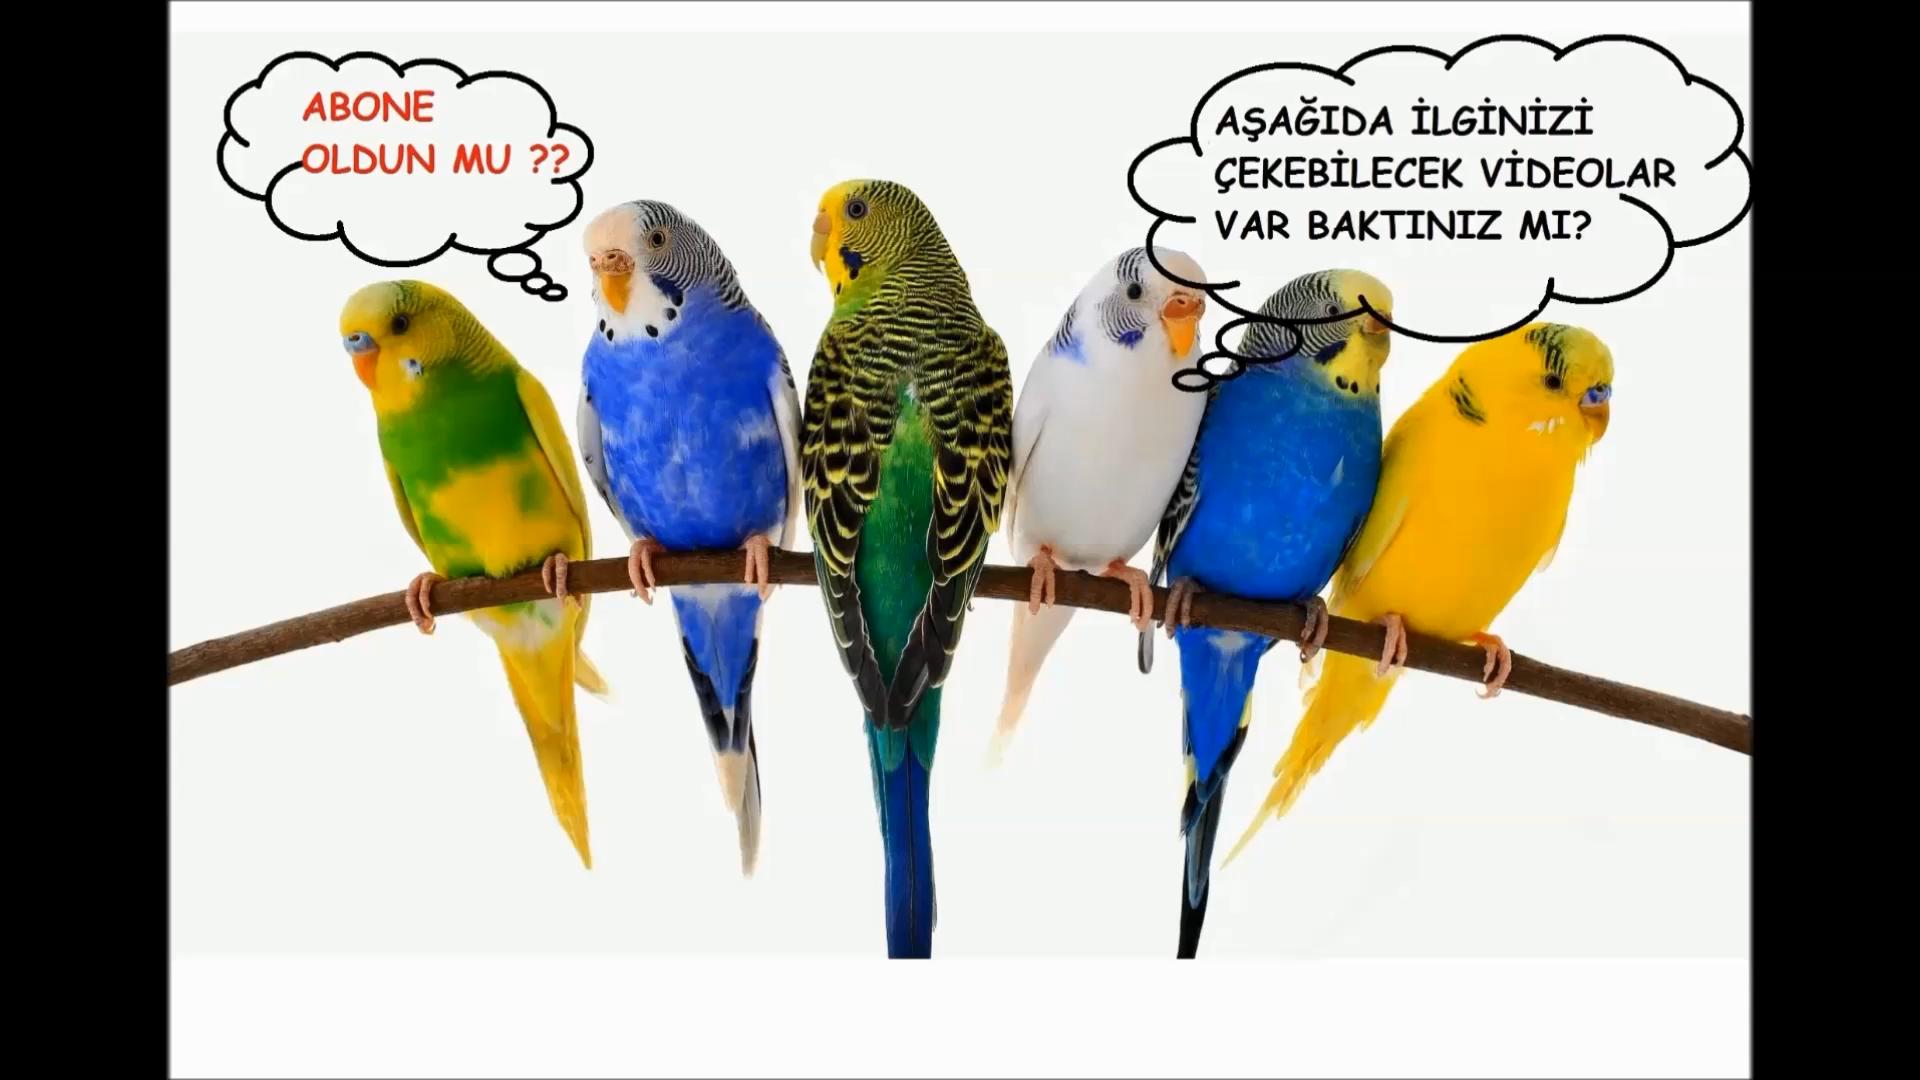 ABONE
OLDUN MU ??
AŞAĞIDA İLGİNİZİ
ÇEKEBİLECEK VİDEOLAR
VAR BAKTINIZ MI?